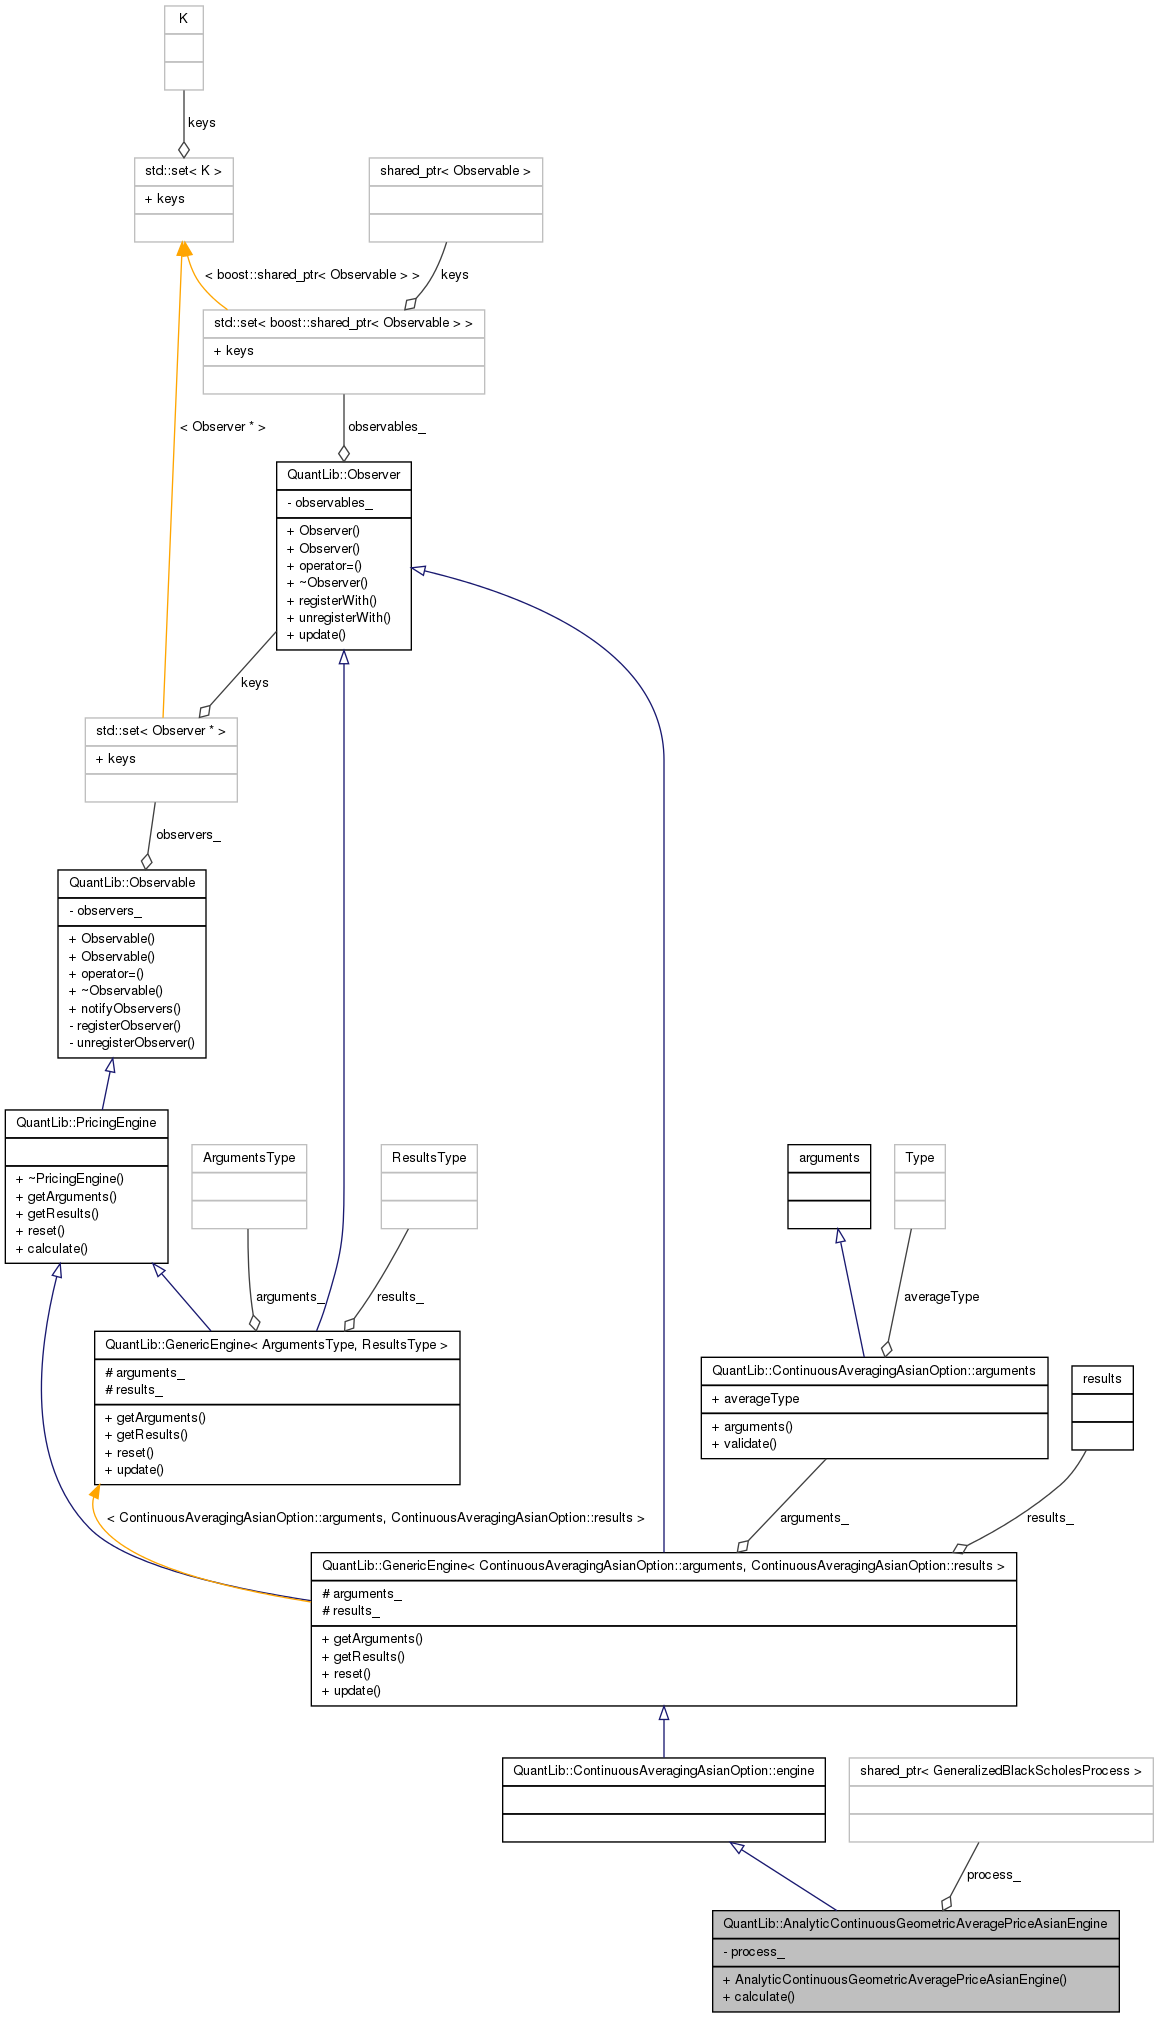 K
keys
std::set< K >
+ keys
shared_ptr< Observable >
< boost::shared_ptr< Observable > >
keys
std::set< boost::shared_ptr< Observable > >
+ keys
< Observer * >
observables_
QuantLib::Observer
- observables_
+ Observer()
+ Observer()
+ operator=()
+ ~Observer()
+ registerWith()
+ unregisterWith()
+ update()
keys
std::set< Observer * >
+ keys
observers_
QuantLib::Observable
- observers_
+ Observable()
+ Observable()
+ operator=()
+ ~Observable()
+ notifyObservers()
- registerObserver()
- unregisterObserver()
QuantLib::PricingEngine
+ ~PricingEngine()
+ getArguments()
+ getResults()
+ reset()
+ calculate()
ArgumentsType
ResultsType
arguments
Type
arguments_
results_
averageType
QuantLib::GenericEngine< ArgumentsType, ResultsType >
# arguments_
# results_
+ getArguments()
+ getResults()
+ reset()
+ update()
QuantLib::ContinuousAveragingAsianOption::arguments
+ averageType
+ arguments()
+ validate()
results
< ContinuousAveragingAsianOption::arguments, ContinuousAveragingAsianOption::results >
arguments_
results_
QuantLib::GenericEngine< ContinuousAveragingAsianOption::arguments, ContinuousAveragingAsianOption::results >
# arguments_
# results_
+ getArguments()
+ getResults()
+ reset()
+ update()
QuantLib::ContinuousAveragingAsianOption::engine
shared_ptr< GeneralizedBlackScholesProcess >
process_
QuantLib::AnalyticContinuousGeometricAveragePriceAsianEngine
- process_
+ AnalyticContinuousGeometricAveragePriceAsianEngine()
+ calculate()